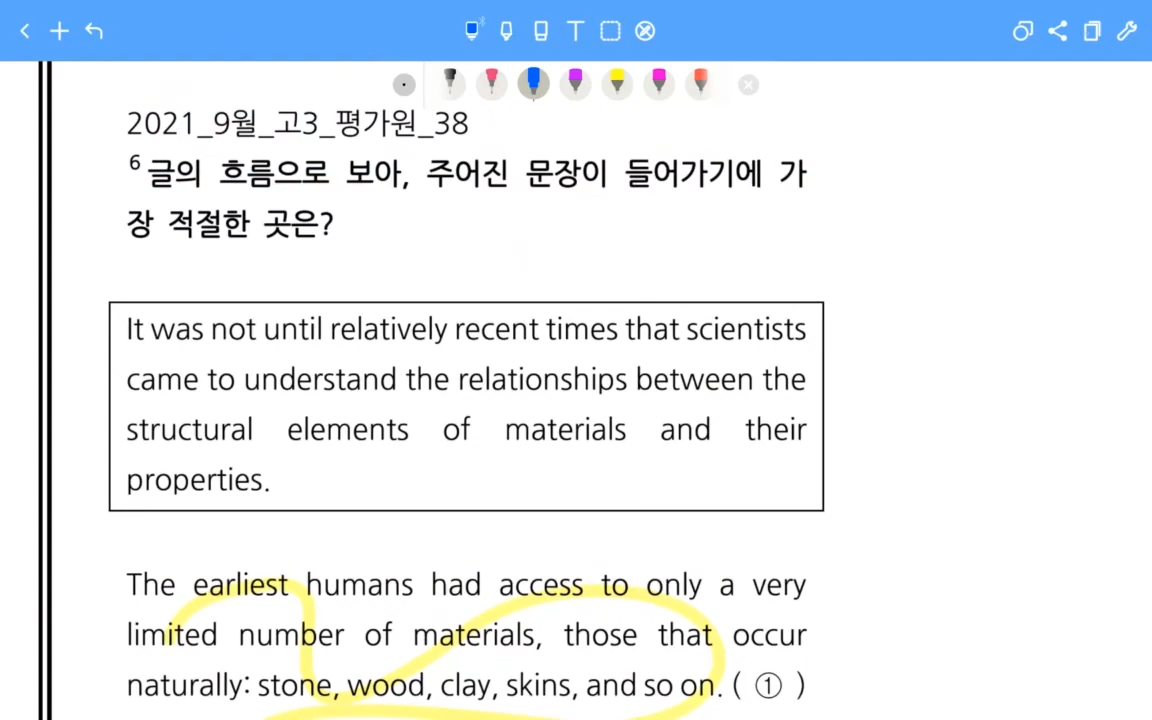 2021_9월_고3_평가원_38
6 글의 흐름으로 보아, 주어진 문장이 들어가기에 가
장 적절한 곳은?
It was not until relatively recent times that scientists
came to understand the relationships between the
structural elements of materials and their
properties.
The earliest humans had access to only a very
limited number of materials, those that occur
naturally: stone, wood, clay, skins, and so on. ( ① )